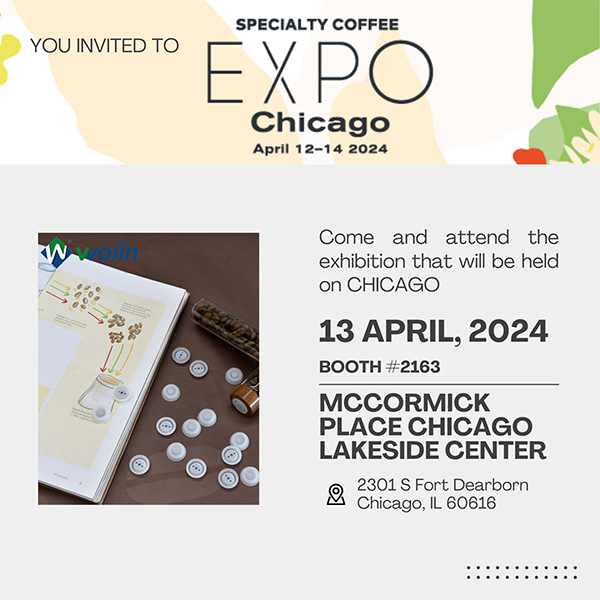 YOU INVITED TO
SPECIALTY COFFEE
EXPO
Chicago
April 12–14 2024
woiin
Come and attend the
exhibition that will be held
on CHICAGO
13 APRIL, 2024
BOOTH #2163
MCCORMICK
PLACE CHICAGO
LAKESIDE CENTER
2301 S Fort Dearborn
Chicago, IL 60616